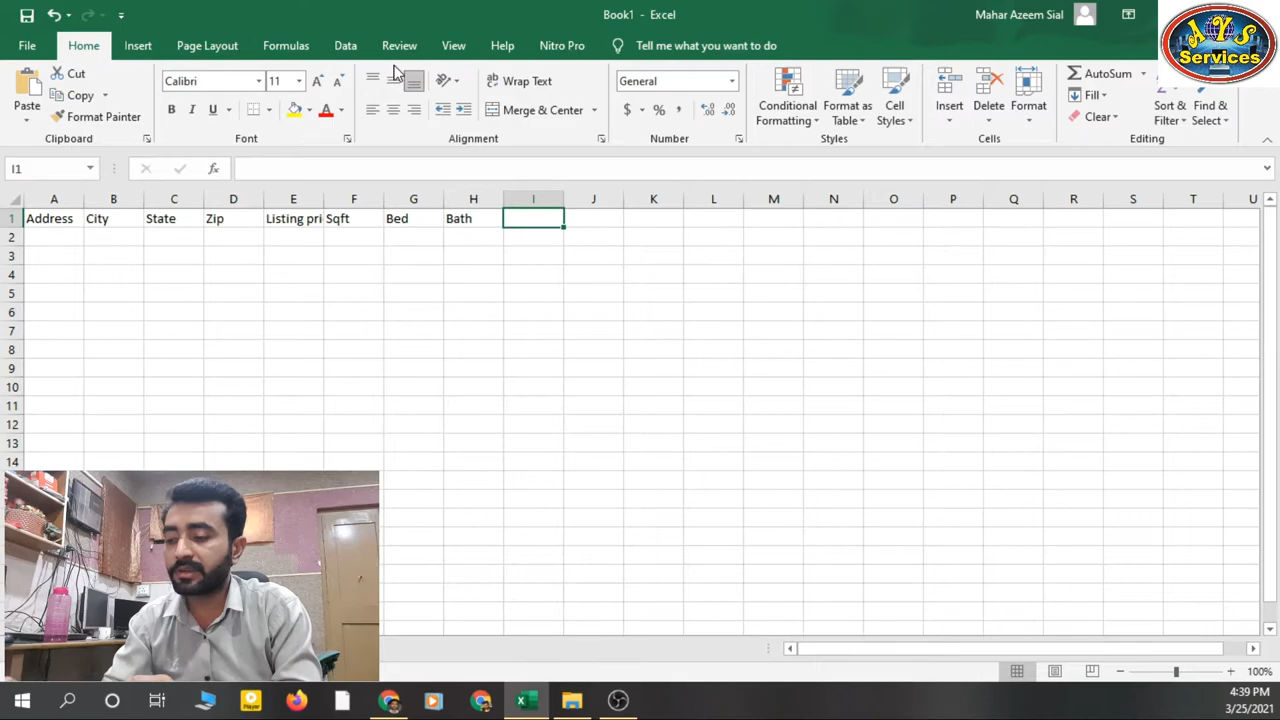 Book1 - Excel
Mahar Azeem Sial
AYS
Services
File Home Insert Page Layout Formulas Data Review View Help Nitro Pro Tell me what you want to do
Paste
Cut
Copy
Format Painter
Clipboard
Calibri 11
B I U
Font
Wrap Text
Merge & Center
Alignment
General
$ % ,
Number
Conditional
Formatting
Format as
Table
Cell
Styles
Styles
Insert
Delete
Format
Cells
AutoSum
Fill
Clear
Sort &
Filter
Find &
Select
Editing
I1
fx
A B C D E F G H I J K L M N O P Q R S T U
1 Address City State Zip Listing pri Sqft Bed Bath
2
3
4
5
6
7
8
9
10
11
12
13
14
100%
Player
4:39 PM
3/25/2021